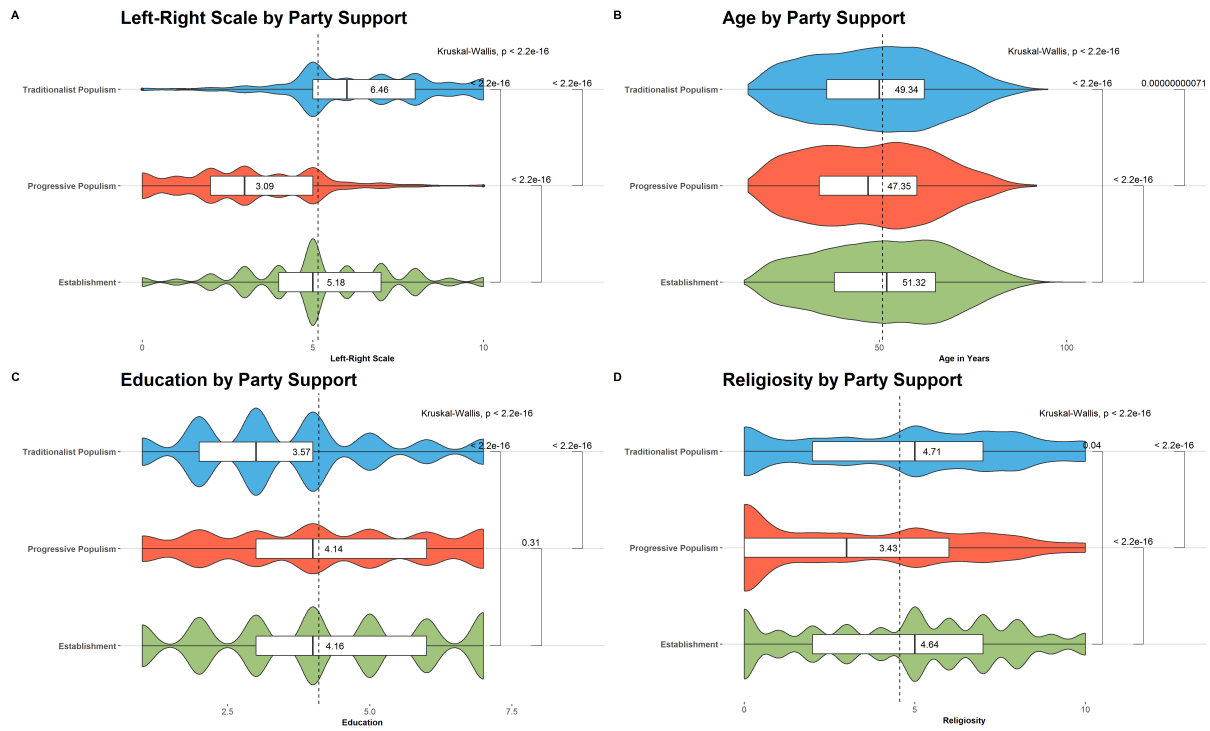 A
Left-Right Scale by Party Support
Kruskal-Wallis, p < 2.2e-16
< 2.2e-16
< 2.2e-16
Traditionalist Populism
6.46
< 2.2e-16
Progressive Populism
3.09
Establishment
5.18
0
5
10
Left-Right Scale
B
Age by Party Support
Kruskal-Wallis, p < 2.2e-16
< 2.2e-16
0.00000000071
Traditionalist Populism
49.34
< 2.2e-16
Progressive Populism
47.35
Establishment
51.32
50
100
Age in Years
C
Education by Party Support
Kruskal-Wallis, p < 2.2e-16
< 2.2e-16
< 2.2e-16
Traditionalist Populism
3.57
0.31
Progressive Populism
4.14
Establishment
4.16
2.5
5.0
7.5
Education
D
Religiosity by Party Support
Kruskal-Wallis, p < 2.2e-16
0.04
< 2.2e-16
Traditionalist Populism
4.71
< 2.2e-16
Progressive Populism
3.43
Establishment
4.64
0
5
10
Religiosity